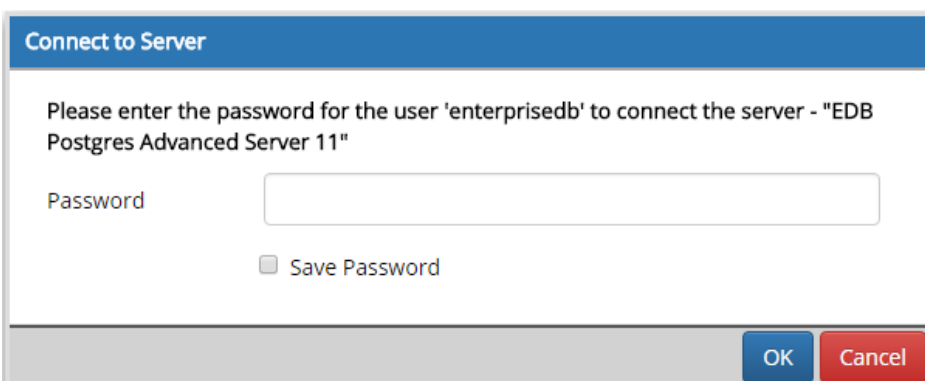 Connect to Server
Please enter the password for the user 'enterprisedb' to connect the server - "EDB
Postgres Advanced Server 11"
Password
Save Password
OK Cancel